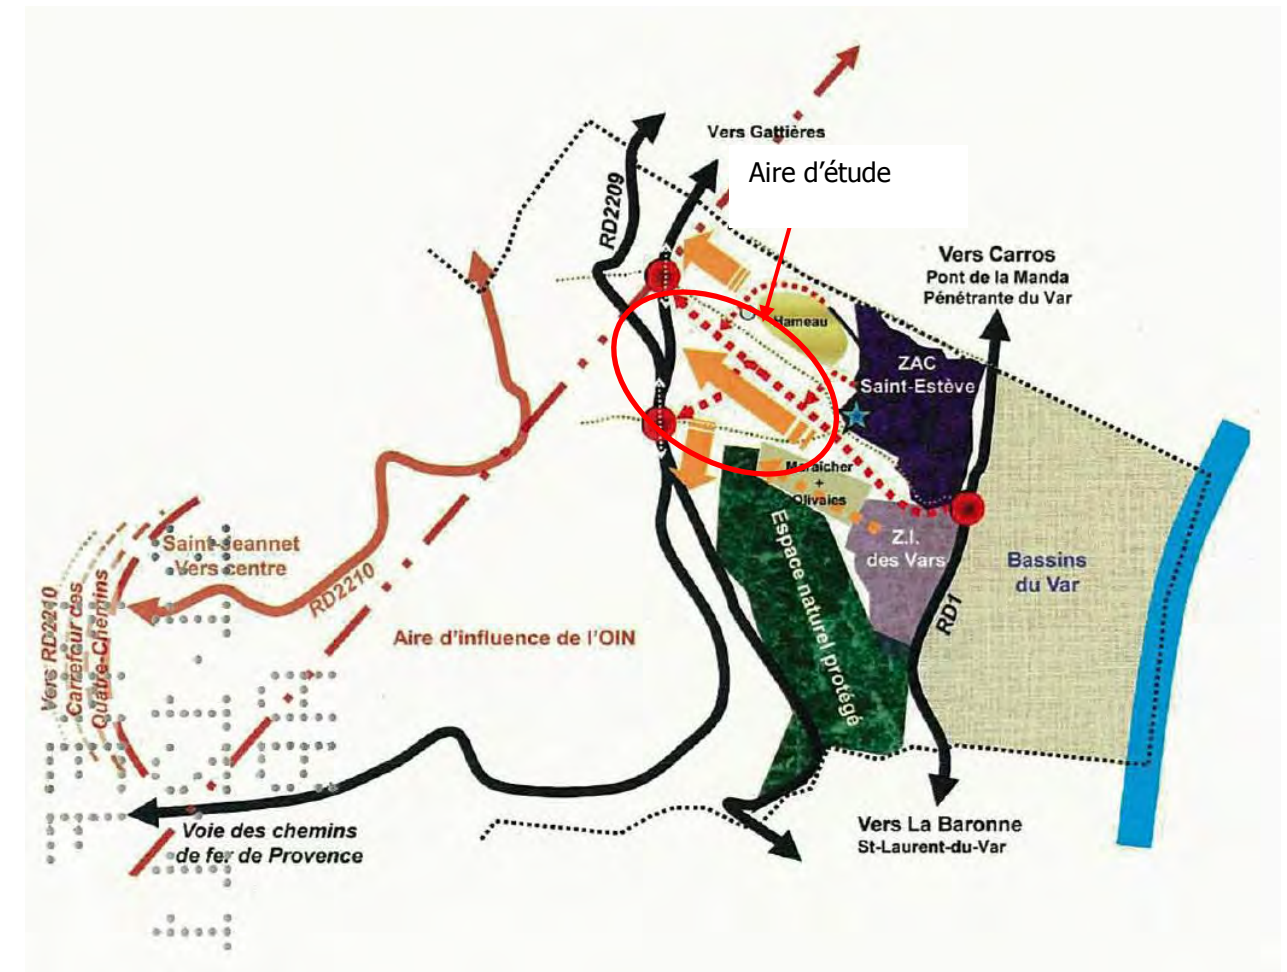 Vers Gattières
Aire d'étude
RD2209
Vers Carros
Pont de la Manda
Pénétrante du Var
Hameau
ZAC
Saint-Estève
Maraîcher
+
Olivaies
Z.I.
des Vars
Bassins
du Var
Espace naturel protégé
RD1
Saint-Jeannet
Vers centre
RD2210
Vers RD2210
Carrefour des
Quatre-Chemins
Aire d'influence de l'OIN
Voie des chemins
de fer de Provence
Vers La Baronne
St-Laurent-du-Var